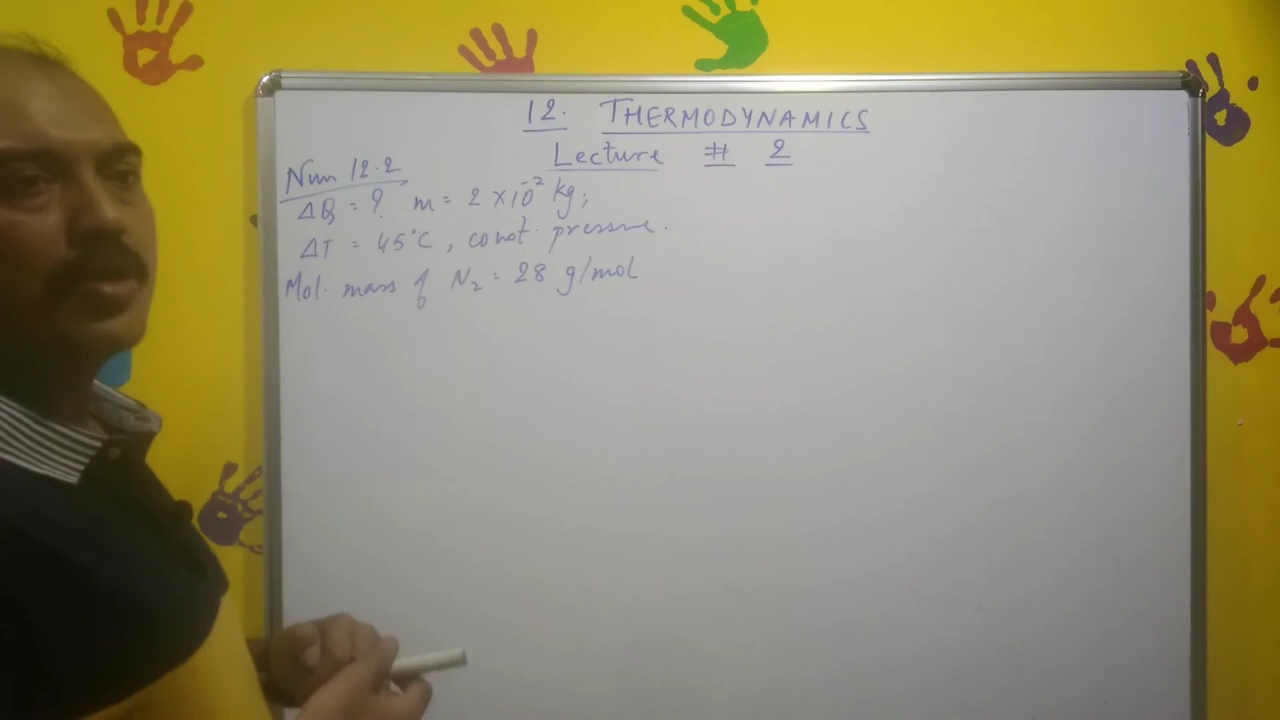 12. THERMODYNAMICS
Lecture # 2
Num 12.2
ΔQ = ? m = 2 × 10⁻² kg;
ΔT = 45°C, const. pressure.
Mol. mass of N₂ = 28 g/mol